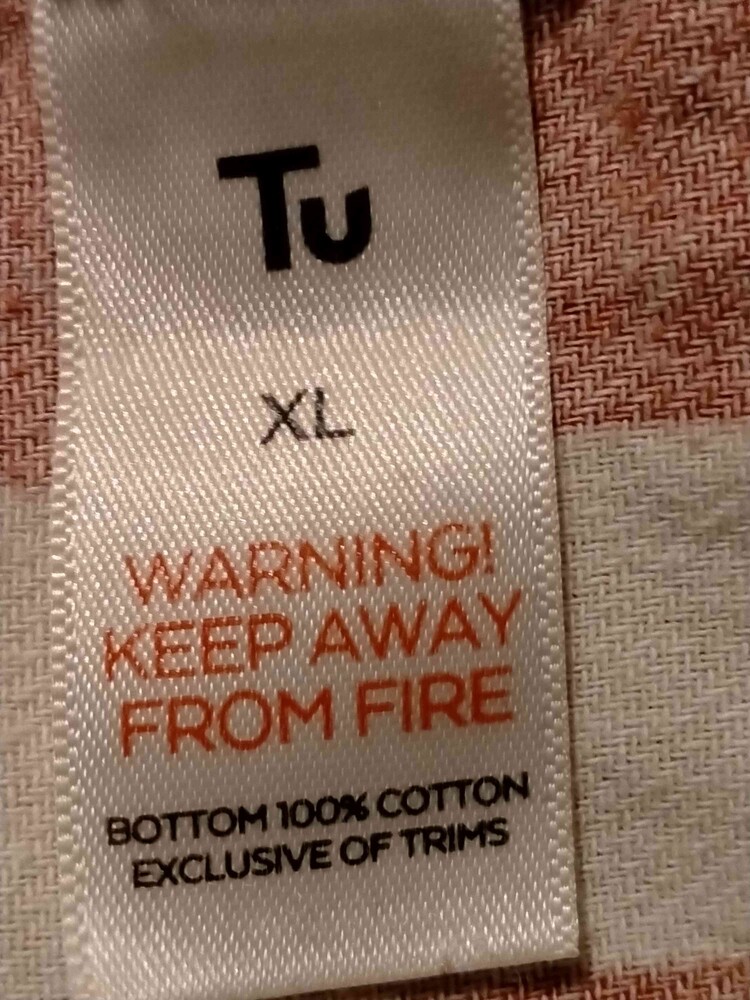 Tu
XL
WARNING!
KEEP AWAY
FROM FIRE
BOTTOM 100% COTTON
EXCLUSIVE OF TRIMS